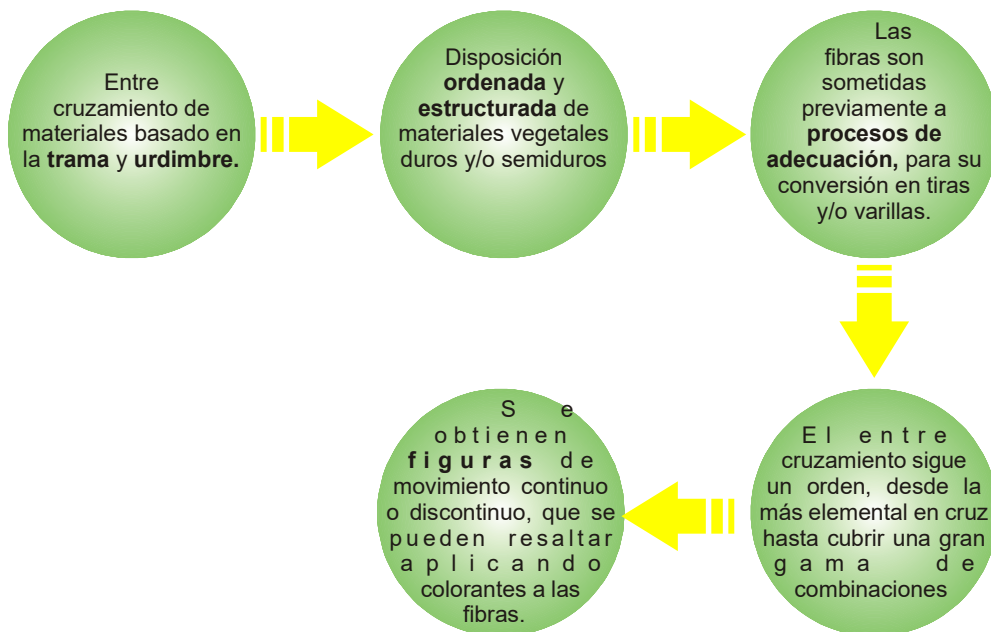 Entre
cruzamiento de
materiales basado en
la trama y urdimbre.
Disposición
ordenada y
estructurada de
materiales vegetales
duros y/o semiduros
Las
fibras son
sometidas
previamente a
procesos de
adecuación, para su
conversión en tiras
y/o varillas.
El entre
cruzamiento sigue
un orden, desde la
más elemental en cruz
hasta cubrir una gran
gama de
combinaciones
Se
obtienen
figuras de
movimiento continuo
o discontinuo, que se
pueden resaltar
aplicando
colorantes a las
fibras.